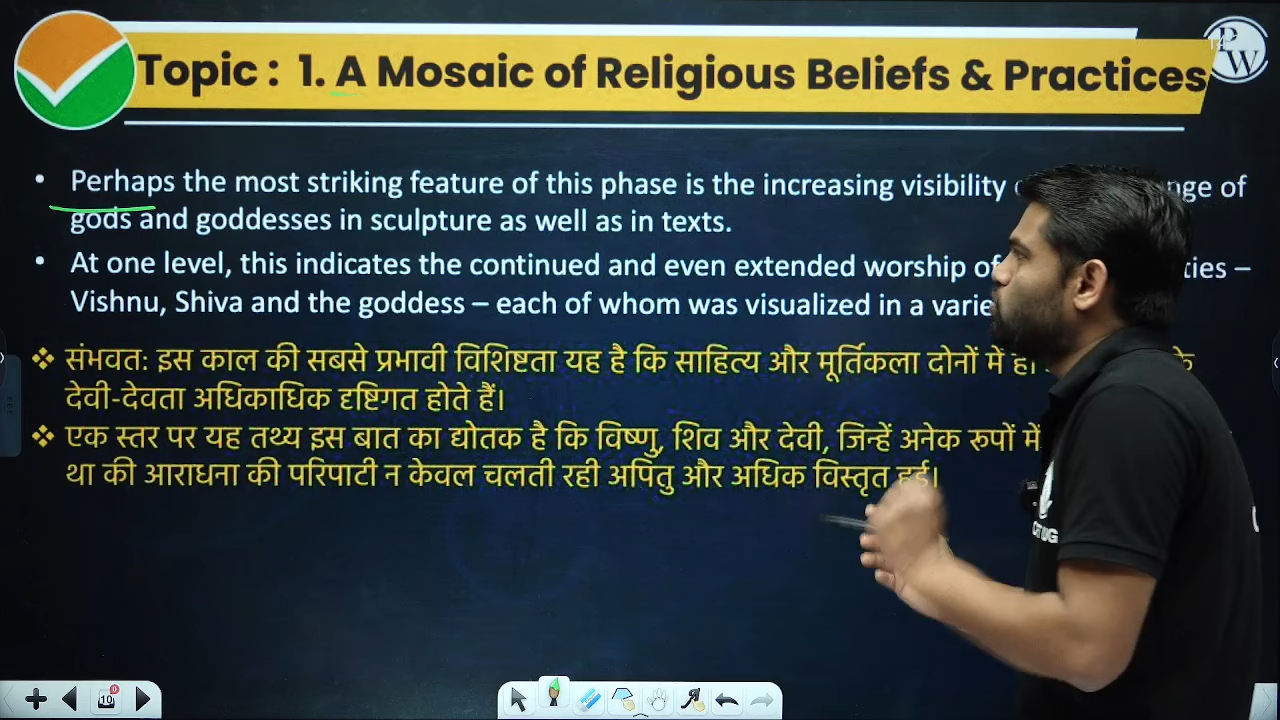 Topic : 1. A Mosaic of Religious Beliefs & Practices
PW
• Perhaps the most striking feature of this phase is the increasing visibility of
gods and goddesses in sculpture as well as in texts.
• At one level, this indicates the continued and even extended worship of
Vishnu, Shiva and the goddess – each of whom was visualized in a
❖ संभवत: इस काल की सबसे प्रभावी विशिष्टता यह है कि साहित्य और मूर्तिकला दोनों में
देवी-देवता अधिकाधिक दृष्टिगत होते हैं।
❖ एक स्तर पर यह तथ्य इस बात का द्योतक है कि विष्णु, शिव और देवी, जिन्हें अनेक रूपों में
था की आराधना की परिपाटी न केवल चलती रही अपितु और अधिक विस्तृत हुई।
10